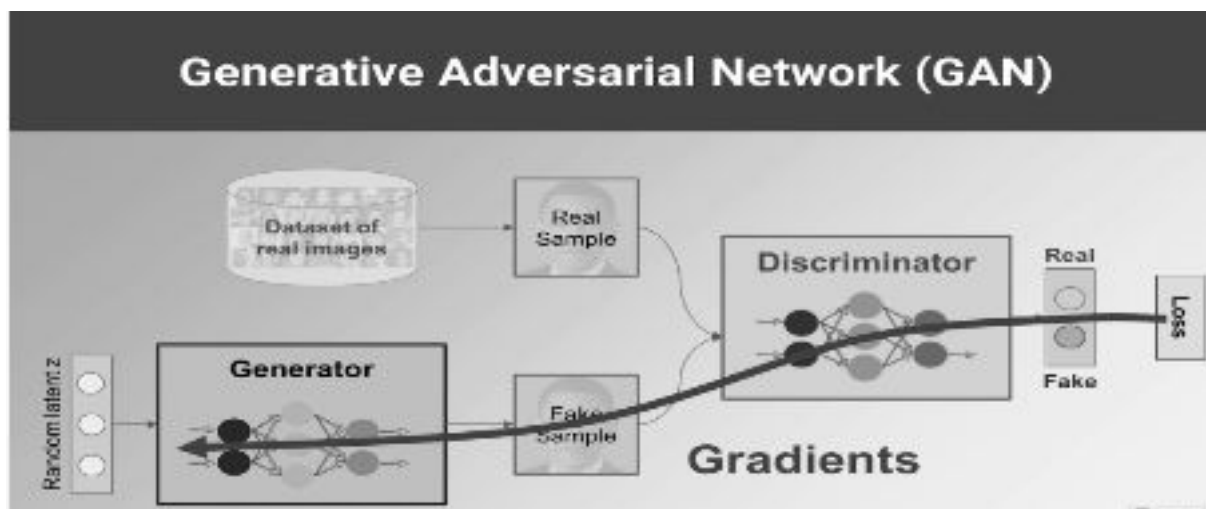 Generative Adversarial Network (GAN)
Dataset of
real images
Real
Sample
Discriminator
Real
Fake
Loss
Random latent z
Generator
Fake
Sample
Gradients